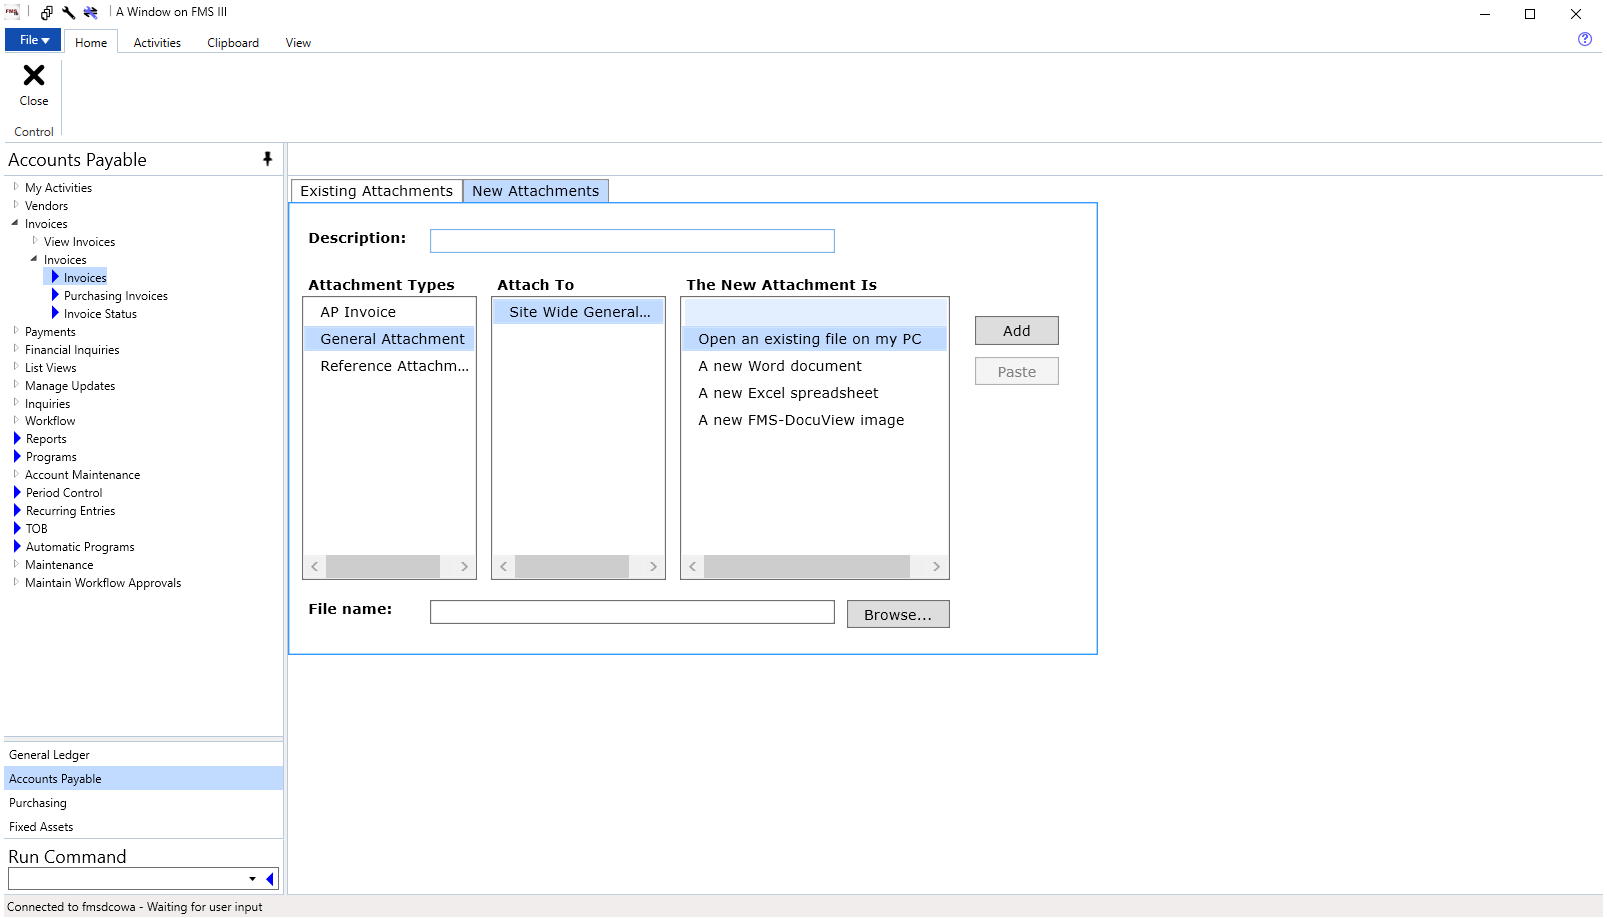 FMS
A Window on FMS III
File
Home
Activities
Clipboard
View
Close
Control
Accounts Payable
My Activities
Vendors
Invoices
View Invoices
Invoices
Invoices
Purchasing Invoices
Invoice Status
Payments
Financial Inquiries
List Views
Manage Updates
Inquiries
Workflow
Reports
Programs
Account Maintenance
Period Control
Recurring Entries
TOB
Automatic Programs
Maintenance
Maintain Workflow Approvals
General Ledger
Accounts Payable
Purchasing
Fixed Assets
Run Command
Existing Attachments
New Attachments
Description:
Attachment Types
AP Invoice
General Attachment
Reference Attachm...
Attach To
Site Wide General...
The New Attachment Is
Open an existing file on my PC
A new Word document
A new Excel spreadsheet
A new FMS-DocuView image
Add
Paste
File name:
Browse...
Connected to fmsdcowa - Waiting for user input